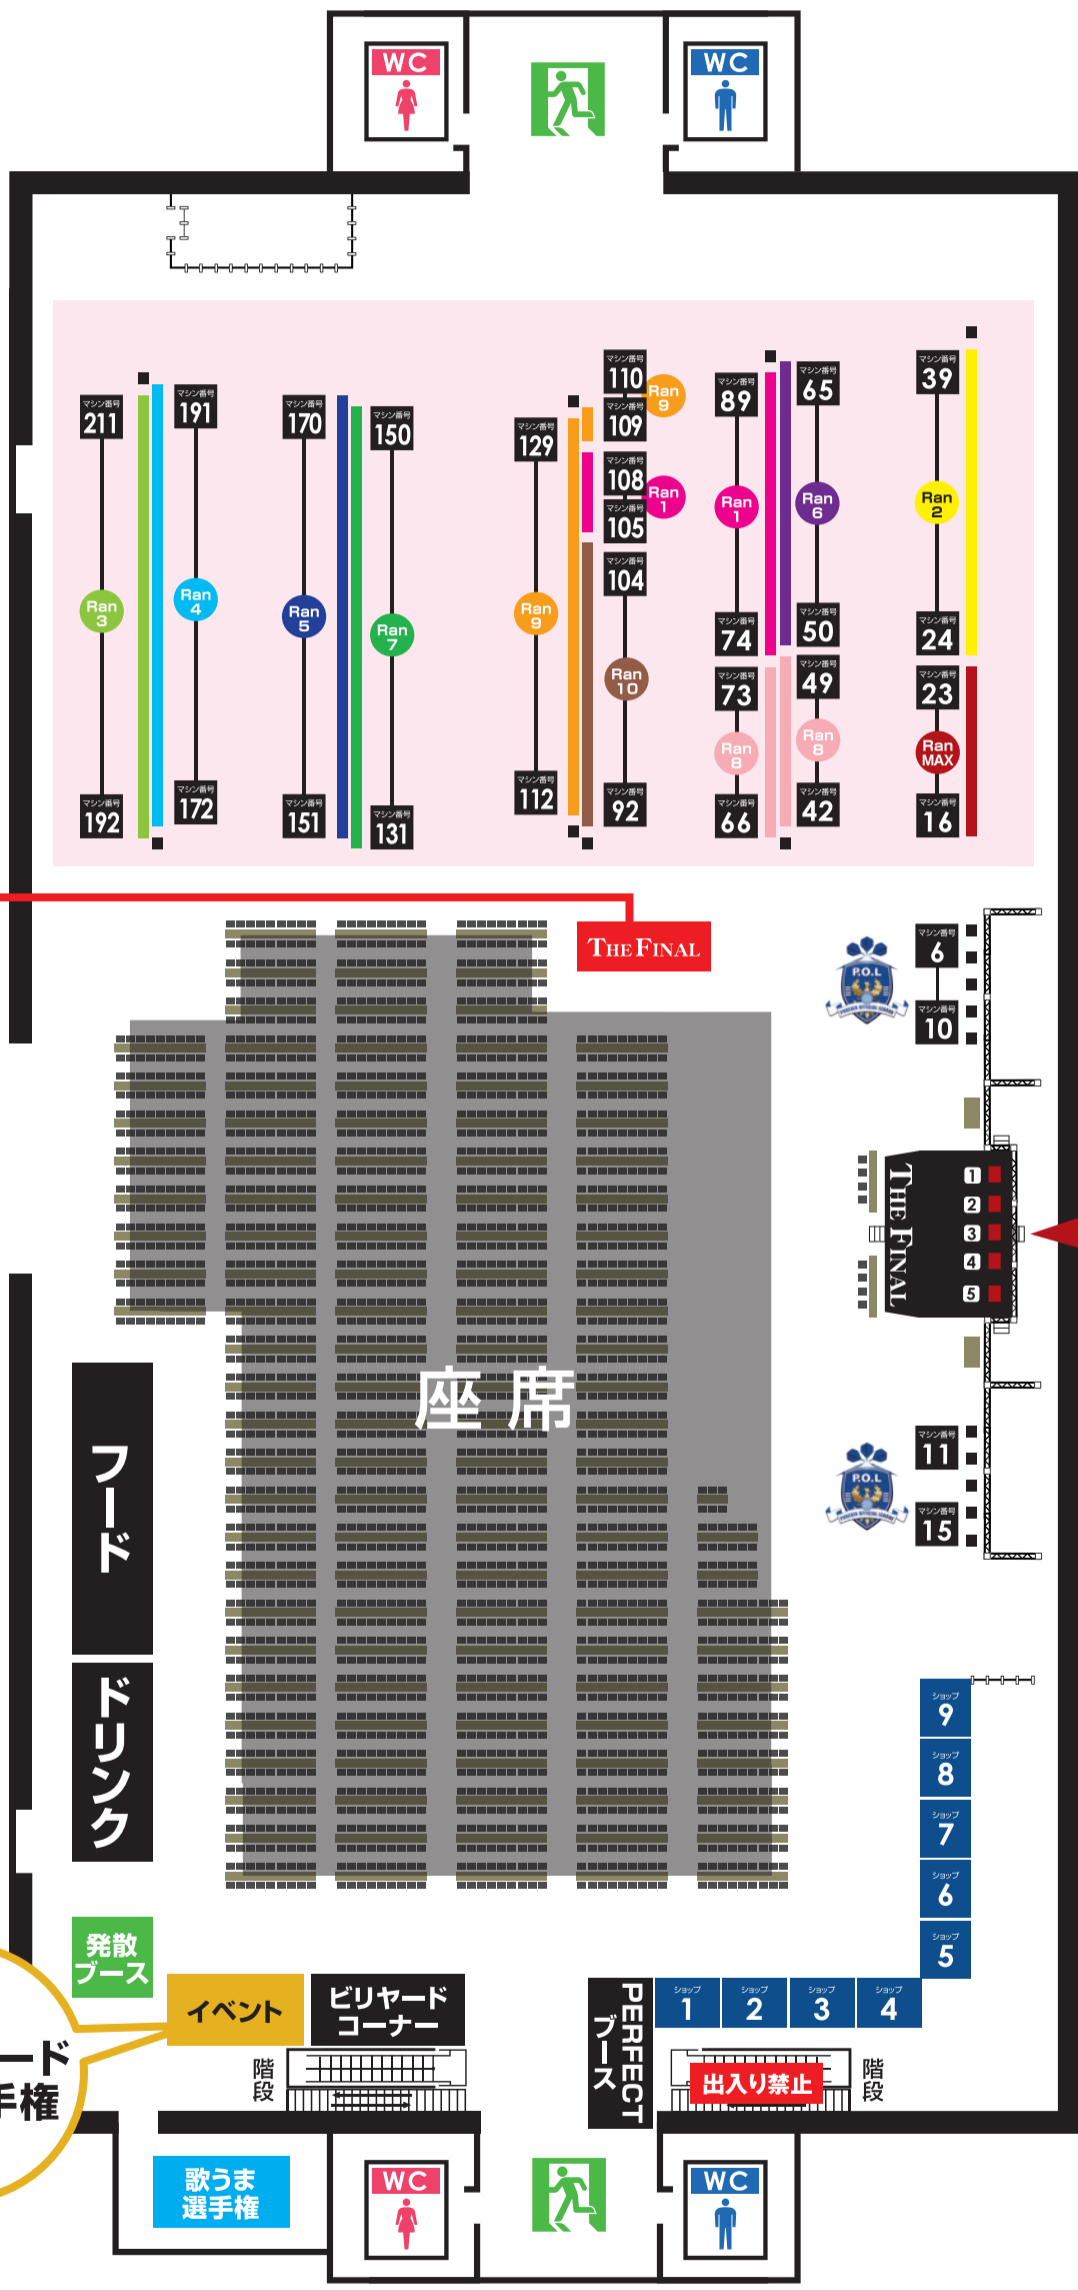 WC
WC
マシン番号
211
マシン番号
191
マシン番号
170
マシン番号
150
マシン番号
129
マシン番号
110
マシン番号
109
Ran
9
マシン番号
108
マシン番号
105
Ran
1
マシン番号
104
マシン番号
89
マシン番号
65
マシン番号
39
Ran
3
Ran
4
Ran
5
Ran
7
Ran
9
Ran
10
Ran
1
Ran
6
Ran
2
マシン番号
74
マシン番号
50
マシン番号
24
マシン番号
73
マシン番号
49
マシン番号
23
Ran
8
Ran
8
Ran
MAX
マシン番号
192
マシン番号
172
マシン番号
151
マシン番号
131
マシン番号
112
マシン番号
92
マシン番号
66
マシン番号
42
マシン番号
16
THE FINAL
マシン番号
6
P.O.L
マシン番号
10
THE FINAL
1
2
3
4
5
座席
マシン番号
11
P.O.L
マシン番号
15
フード
ドリンク
ショップ
9
ショップ
8
ショップ
7
ショップ
6
ショップ
5
発散
ブース
イベント
ビリヤード
コーナー
PERFECT
ブース
ショップ
1
ショップ
2
ショップ
3
ショップ
4
ード
手権
階段
出入り禁止
階段
歌うま
選手権
WC
WC